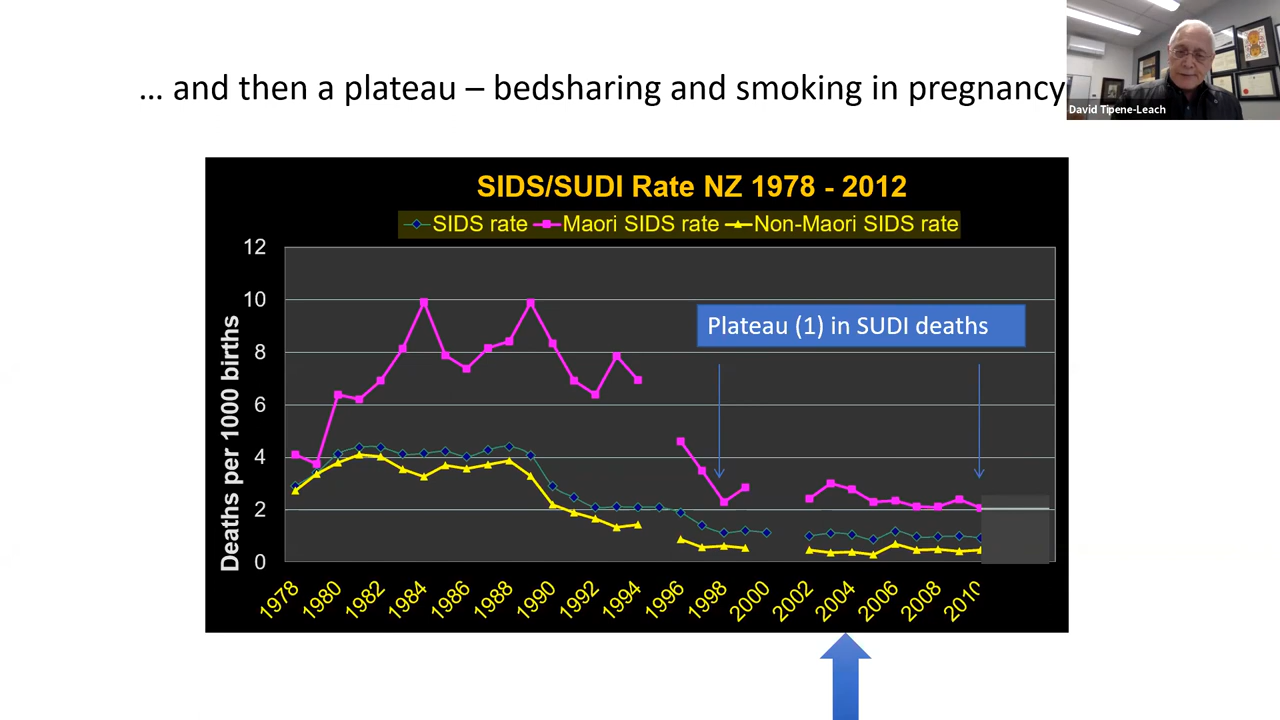 ... and then a plateau – bedsharing and smoking in pregnancy
David Tipene-Leach
SIDS/SUDI Rate NZ 1978 - 2012
SIDS rate Maori SIDS rate Non-Maori SIDS rate
Deaths per 1000 births
12
10
8
6
4
2
0
Plateau (1) in SUDI deaths
1978 1980 1982 1984 1986 1988 1990 1992 1994 1996 1998 2000 2002 2004 2006 2008 2010